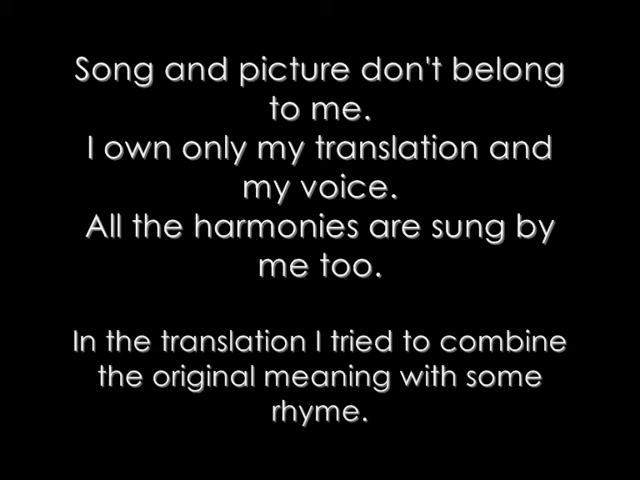 Song and picture don't belong
to me.
I own only my translation and
my voice.
All the harmonies are sung by
me too.
In the translation I tried to combine
the original meaning with some
rhyme.